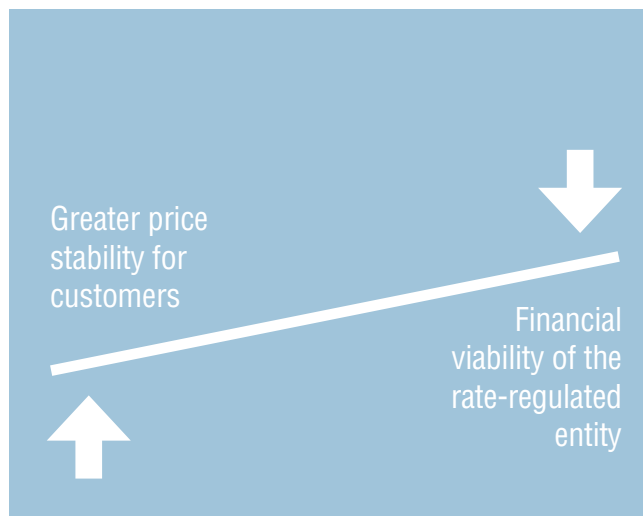 Greater price
stability for
customers
Financial
viability of the
rate-regulated
entity